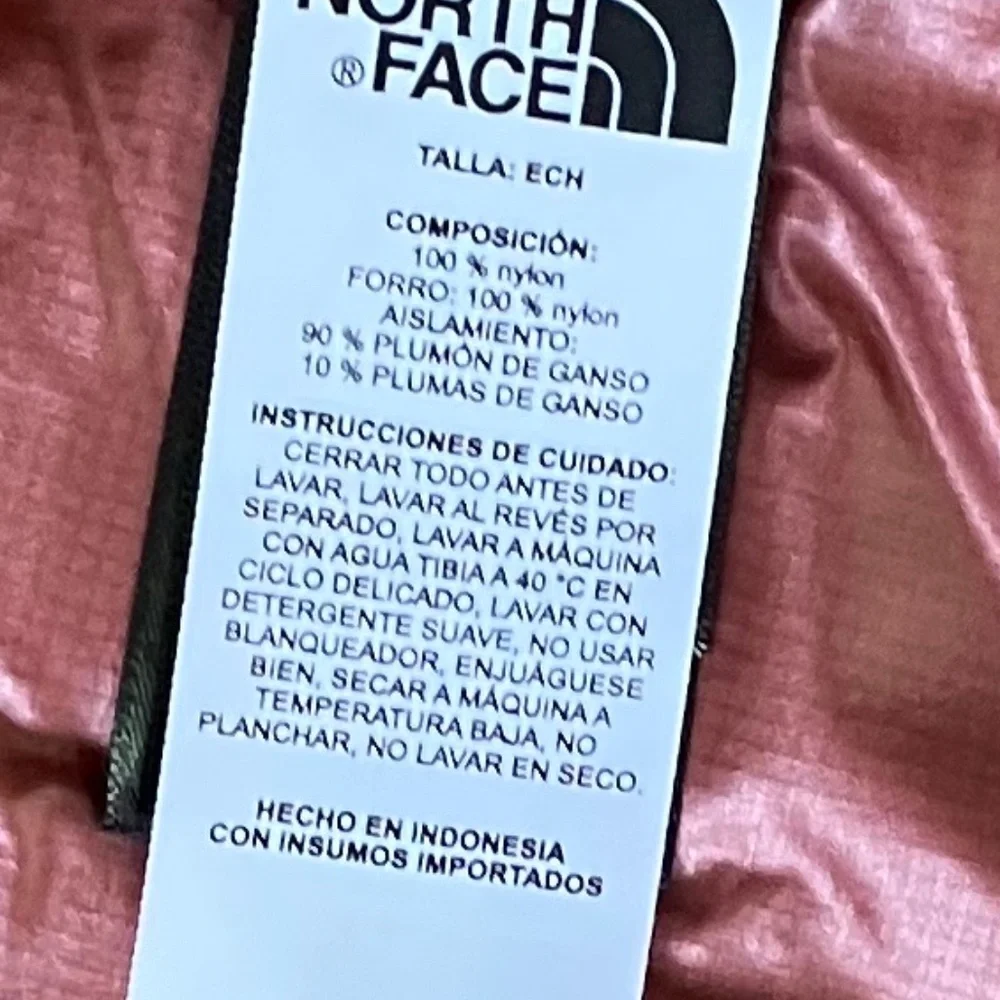 NORTH
® FACE
TALLA: ECH
COMPOSICIÓN:
100 % nylon
FORRO: 100 % nylon
AISLAMIENTO:
90 % PLUMÓN DE GANSO
10 % PLUMAS DE GANSO
INSTRUCCIONES DE CUIDADO:
CERRAR TODO ANTES DE
LAVAR, LAVAR AL REVÉS POR
SEPARADO, LAVAR A MÁQUINA
CON AGUA TIBIA A 40 °C EN
CICLO DELICADO, LAVAR CON
DETERGENTE SUAVE, NO USAR
BLANQUEADOR, ENJUÁGUESE
BIEN, SECAR A MÁQUINA A
TEMPERATURA BAJA, NO
PLANCHAR, NO LAVAR EN SECO.
HECHO EN INDONESIA
CON INSUMOS IMPORTADOS